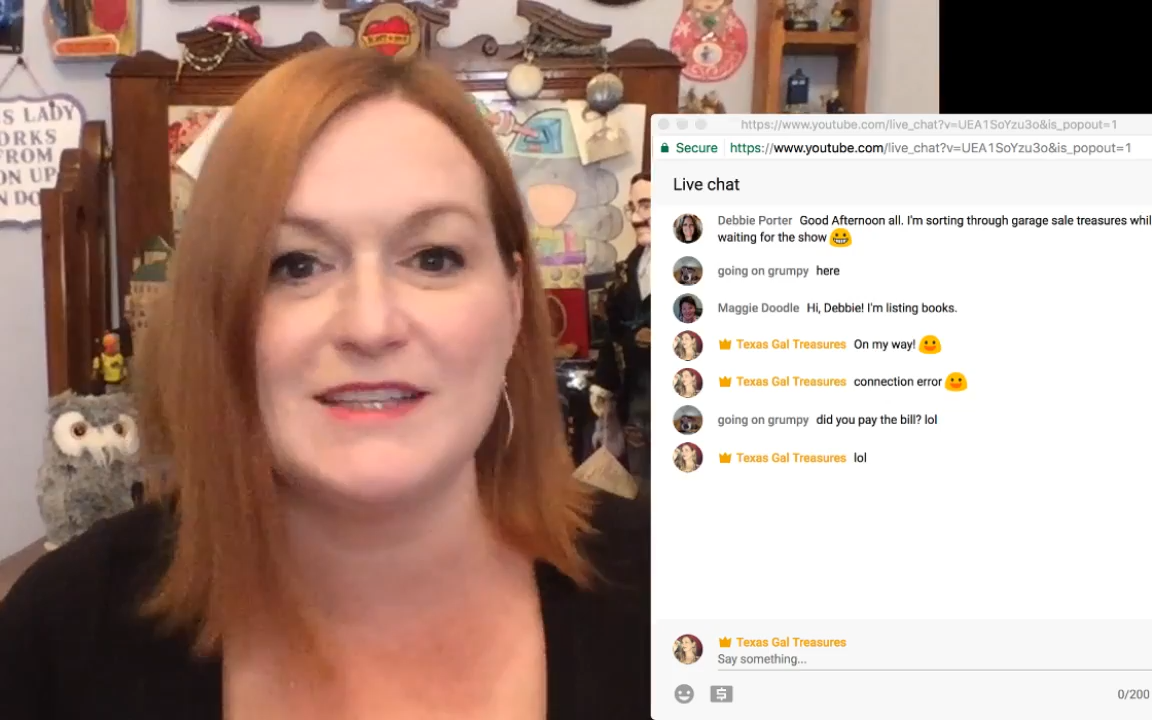 S LADY
ORKS
FROM
ON UP
N DO
https://www.youtube.com/live_chat?v=UEA1SoYzu3o&is_popout=1
Secure https://www.youtube.com/live_chat?v=UEA1SoYzu3o&is_popout=1
Live chat
Debbie Porter Good Afternoon all. I'm sorting through garage sale treasures whil
waiting for the show
going on grumpy here
Maggie Doodle Hi, Debbie! I'm listing books.
Texas Gal Treasures On my way!
Texas Gal Treasures connection error
going on grumpy did you pay the bill? lol
Texas Gal Treasures lol
Texas Gal Treasures
Say something...
0/200